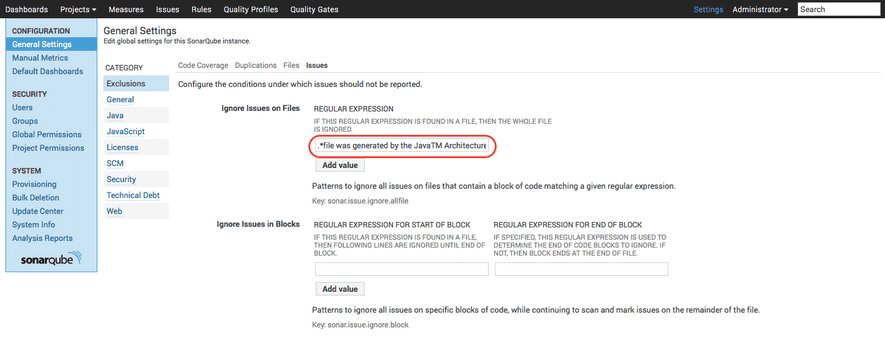 Dashboards Projects Measures Issues Rules Quality Profiles Quality Gates Settings Administrator Search
CONFIGURATION
General Settings
Manual Metrics
Default Dashboards
SECURITY
Users
Groups
Global Permissions
Project Permissions
SYSTEM
Provisioning
Bulk Deletion
Update Center
System Info
Analysis Reports
sonarqube
General Settings
Edit global settings for this SonarQube instance.
CATEGORY
Exclusions
General
Java
JavaScript
Licenses
SCM
Security
Technical Debt
Web
Code Coverage Duplications Files Issues
Configure the conditions under which issues should not be reported.
Ignore Issues on Files
REGULAR EXPRESSION
IF THIS REGULAR EXPRESSION IS FOUND IN A FILE, THEN THE WHOLE FILE
IS IGNORED.
.*file was generated by the JavaTM Architecture
Add value
Patterns to ignore all issues on files that contain a block of code matching a given regular expression.
Key: sonar.issue.ignore.allfile
Ignore Issues in Blocks
REGULAR EXPRESSION FOR START OF BLOCK
IF THIS REGULAR EXPRESSION IS FOUND IN A FILE,
THEN FOLLOWING LINES ARE IGNORED UNTIL END OF
BLOCK.
REGULAR EXPRESSION FOR END OF BLOCK
IF SPECIFIED, THIS REGULAR EXPRESSION IS USED TO
DETERMINE THE END OF CODE BLOCKS TO IGNORE. IF
NOT, THEN BLOCK ENDS AT THE END OF FILE.
Add value
Patterns to ignore all issues on specific blocks of code, while continuing to scan and mark issues on the remainder of the file.
Key: sonar.issue.ignore.block